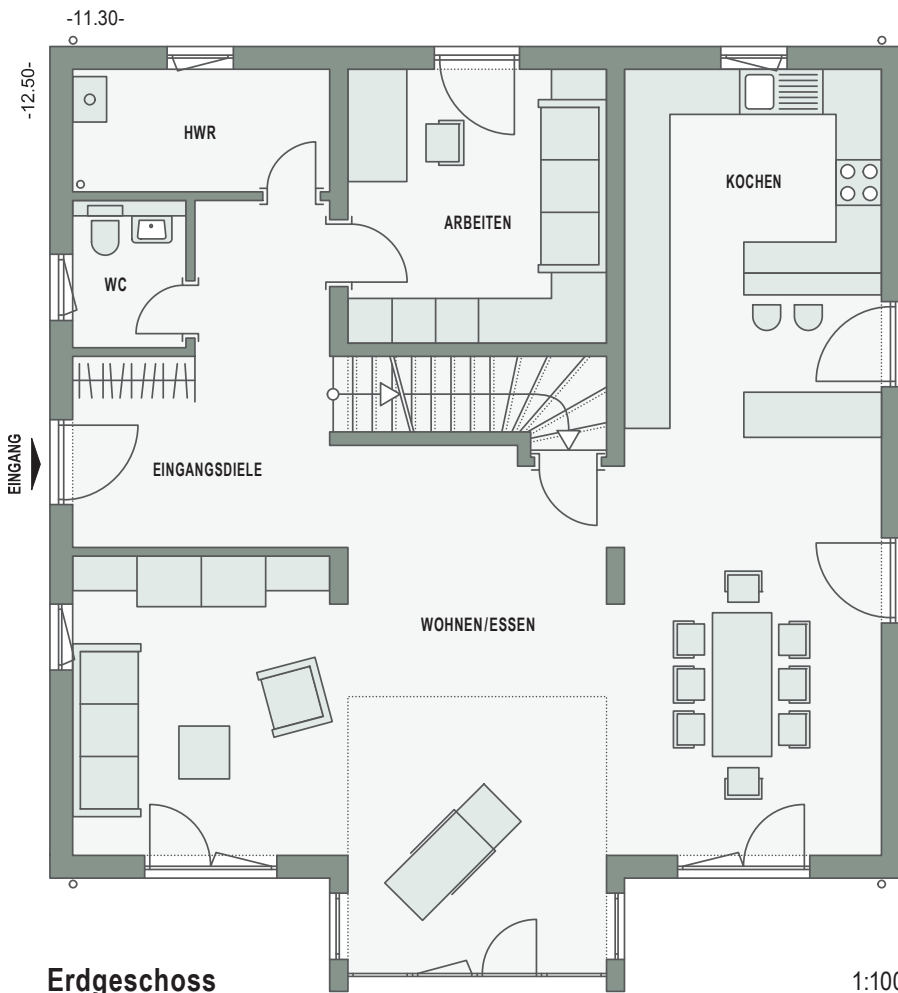 -11.30-
-12.50-
HWR
KOCHEN
ARBEITEN
WC
EINGANG
EINGANGSDIELE
WOHNEN/ESSEN
Erdgeschoss
1:100